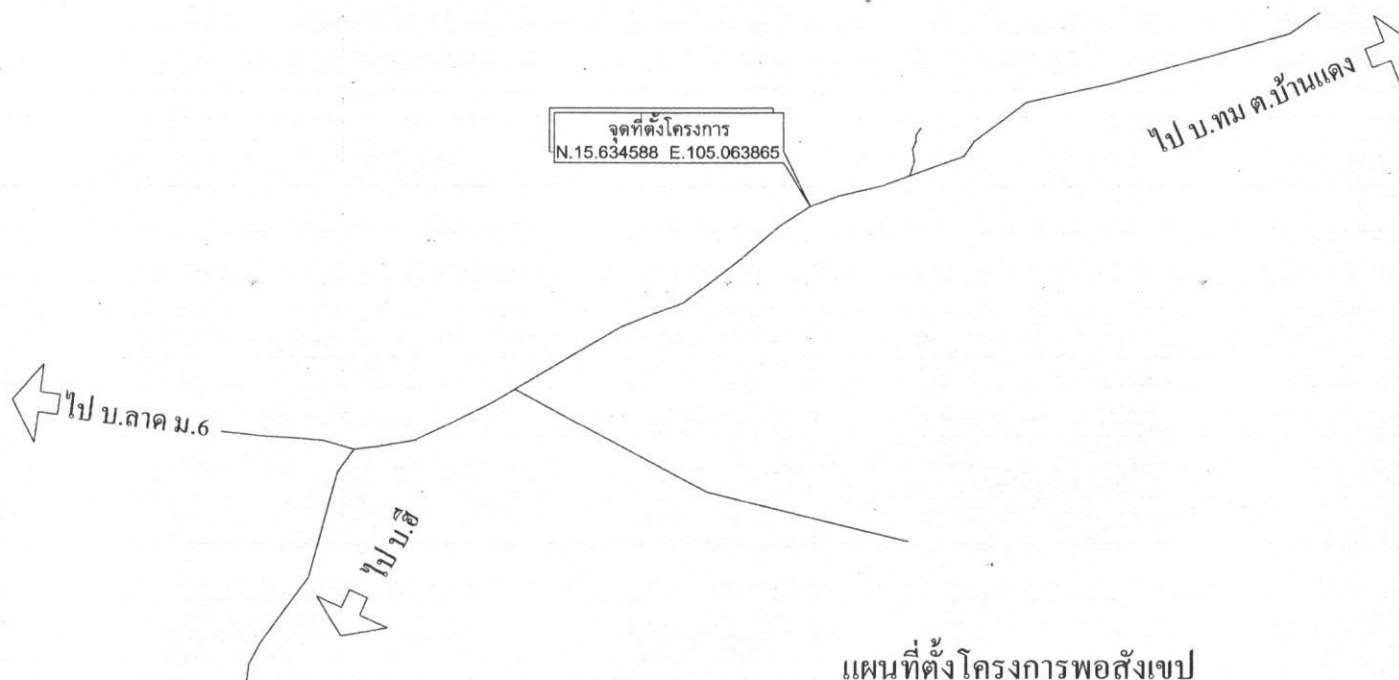 จุดที่ตั้งโครงการ
N.15.634588 E.105.063865
ไป บ.ทม ต.บ้านแดง
ไป บ.ลาด ม.6
ไป บ.ฮี
แผนที่ตั้งโครงการพอสังเขป